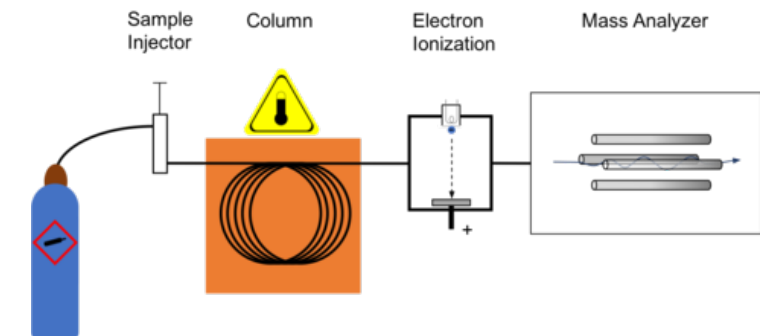 Sample
Injector
Column
Electron
Ionization
Mass Analyzer
+